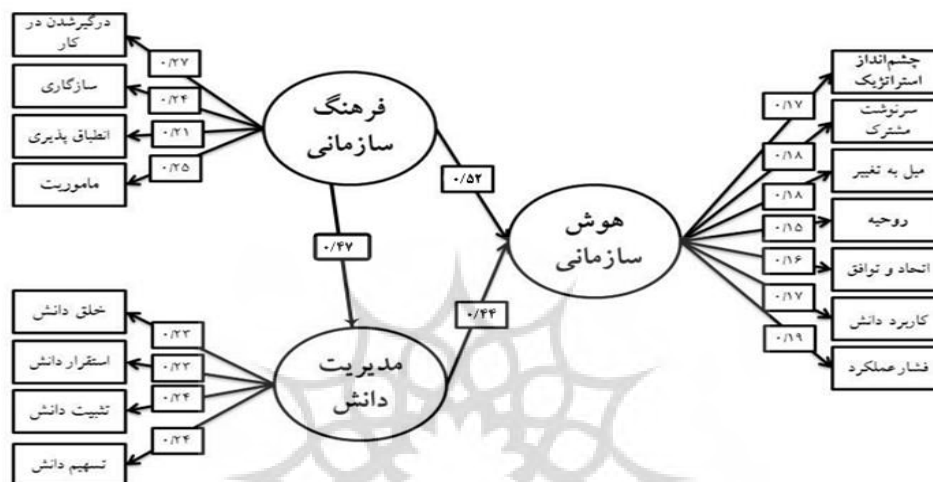 درگیرشدن در
کار
سازگاری
انطباق پذیری
ماموریت
۰/۲۷
۰/۲۴
۰/۲۱
۰/۲۵
فرهنگ
سازمانی
۰/۵۲
۰/۴۷
۰/۴۴
هوش
سازمانی
۰/۱۷
۰/۱۸
۰/۱۸
۰/۱۵
۰/۱۶
۰/۱۷
۰/۱۹
چشم‌انداز
استراتژیک
سرنوشت
مشترک
میل به تغییر
روحیه
اتحاد و توافق
کاربرد دانش
فشار عملکرد
خلق دانش
استقرار دانش
تثبیت دانش
تسهیم دانش
۰/۲۳
۰/۲۳
۰/۲۴
۰/۲۴
مدیریت
دانش